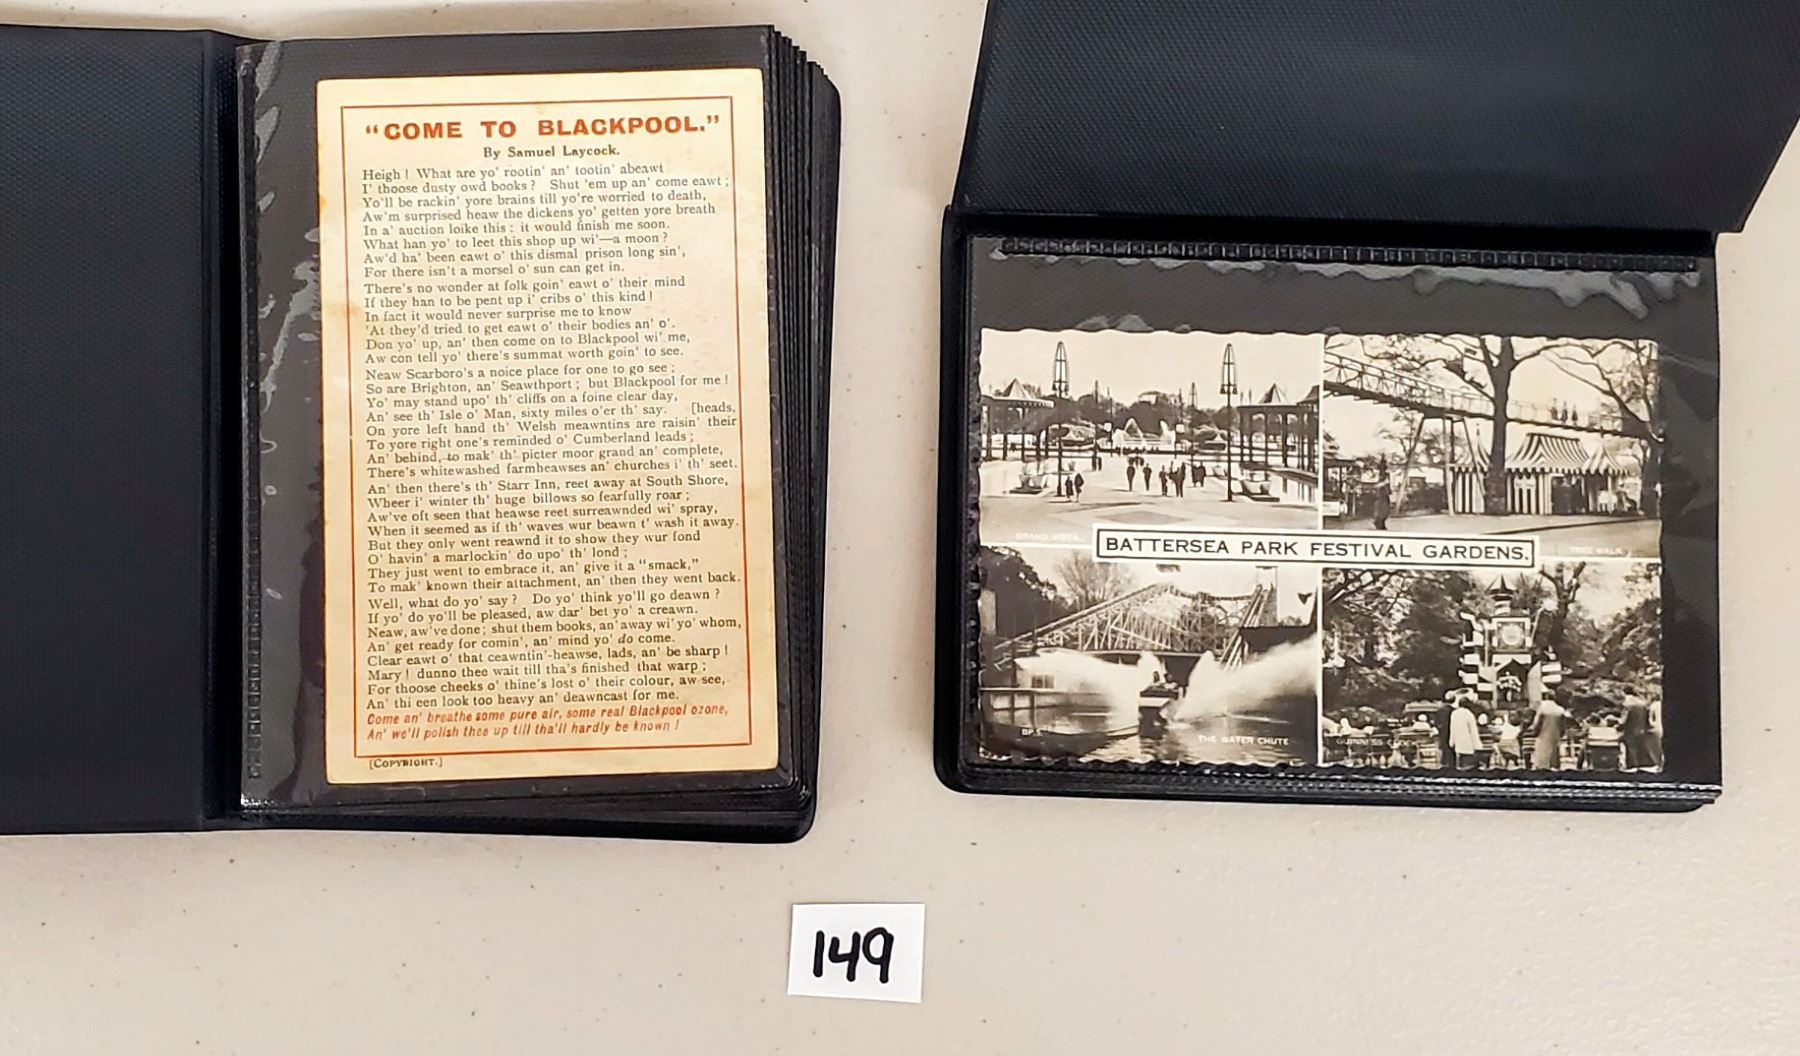 "COME TO BLACKPOOL."
By Samuel Laycock.
Heigh! What are yo' rootin' an' tootin' abeawt
I' thoose dusty owd books? Shut 'em up an' come eawt;
Yo'll be rackin' yore brains till yo're worried to death,
Aw'm surprised heaw the dickens yo' getten yore breath
In a' auction loike this: it would finish me soon.
What han yo' to leet this shop up wi'—a moon?
Aw'd ha' been eawt o' this dismal prison long sin',
For there isn't a morsel o' sun can get in.
There's no wonder at folk goin' eawt o' their mind
If they han to be pent up i' cribs o' this kind!
In fact it would never surprise me to know
'At they'd tried to get eawt o' their bodies an' o'.
Don yo' up, an' then come on to Blackpool wi' me,
Aw con tell yo' there's summat worth goin' to see.
Neaw Scarboro's a noice place for one to go see;
So are Brighton, an' Seawthport; but Blackpool for me!
Yo' may stand upo' th' cliffs on a foine clear day,
An' see th' Isle o' Man, sixty miles o'er th' say. [heads,
On yore left hand th' Welsh meawntins are raisin' their
To yore right one's reminded o' Cumberland leads;
An' behind, to mak' th' picter moor grand an' complete,
There's whitewashed farmheawses an' churches i' th' seet.
An' then there's th' Starr Inn, reet away at South Shore,
Wheer i' winter th' huge billows so fearfully roar;
Aw've oft seen that heawse reet surreawnded wi' spray,
When it seemed as if th' waves wur beawn t' wash it away.
But they only went reawnd it to show they wur fond
O' havin' a marlockin' do upo' th' lond;
They just went to embrace it, an' give it a "smack,"
To mak' known their attachment, an' then they went back.
Well, what do yo' say? Do yo' think yo'll go deawn?
If yo' do yo'll be pleased, aw dar' bet yo' a creawn.
Neaw, aw've done; shut them books, an' away wi' yo' whom,
An' get ready for comin', an' mind yo' do come.
Clear eawt o' that ceawntin'-heawse, lads, an' be sharp!
Mary! dunno thee wait till tha's finished that warp;
For thoose cheeks o' thine's lost o' their colour, aw see,
An' thi een look too heavy an' deawncast for me.
Come an' breathe some pure air, some real Blackpool ozone,
An' we'll polish thee up till tha'll hardly be known!
[COPYRIGHT.]
GRAND VISTA
TREE WALK
BATTERSEA PARK FESTIVAL GARDENS.
THE WATER CHUTE
GUINNESS CLOCK
149